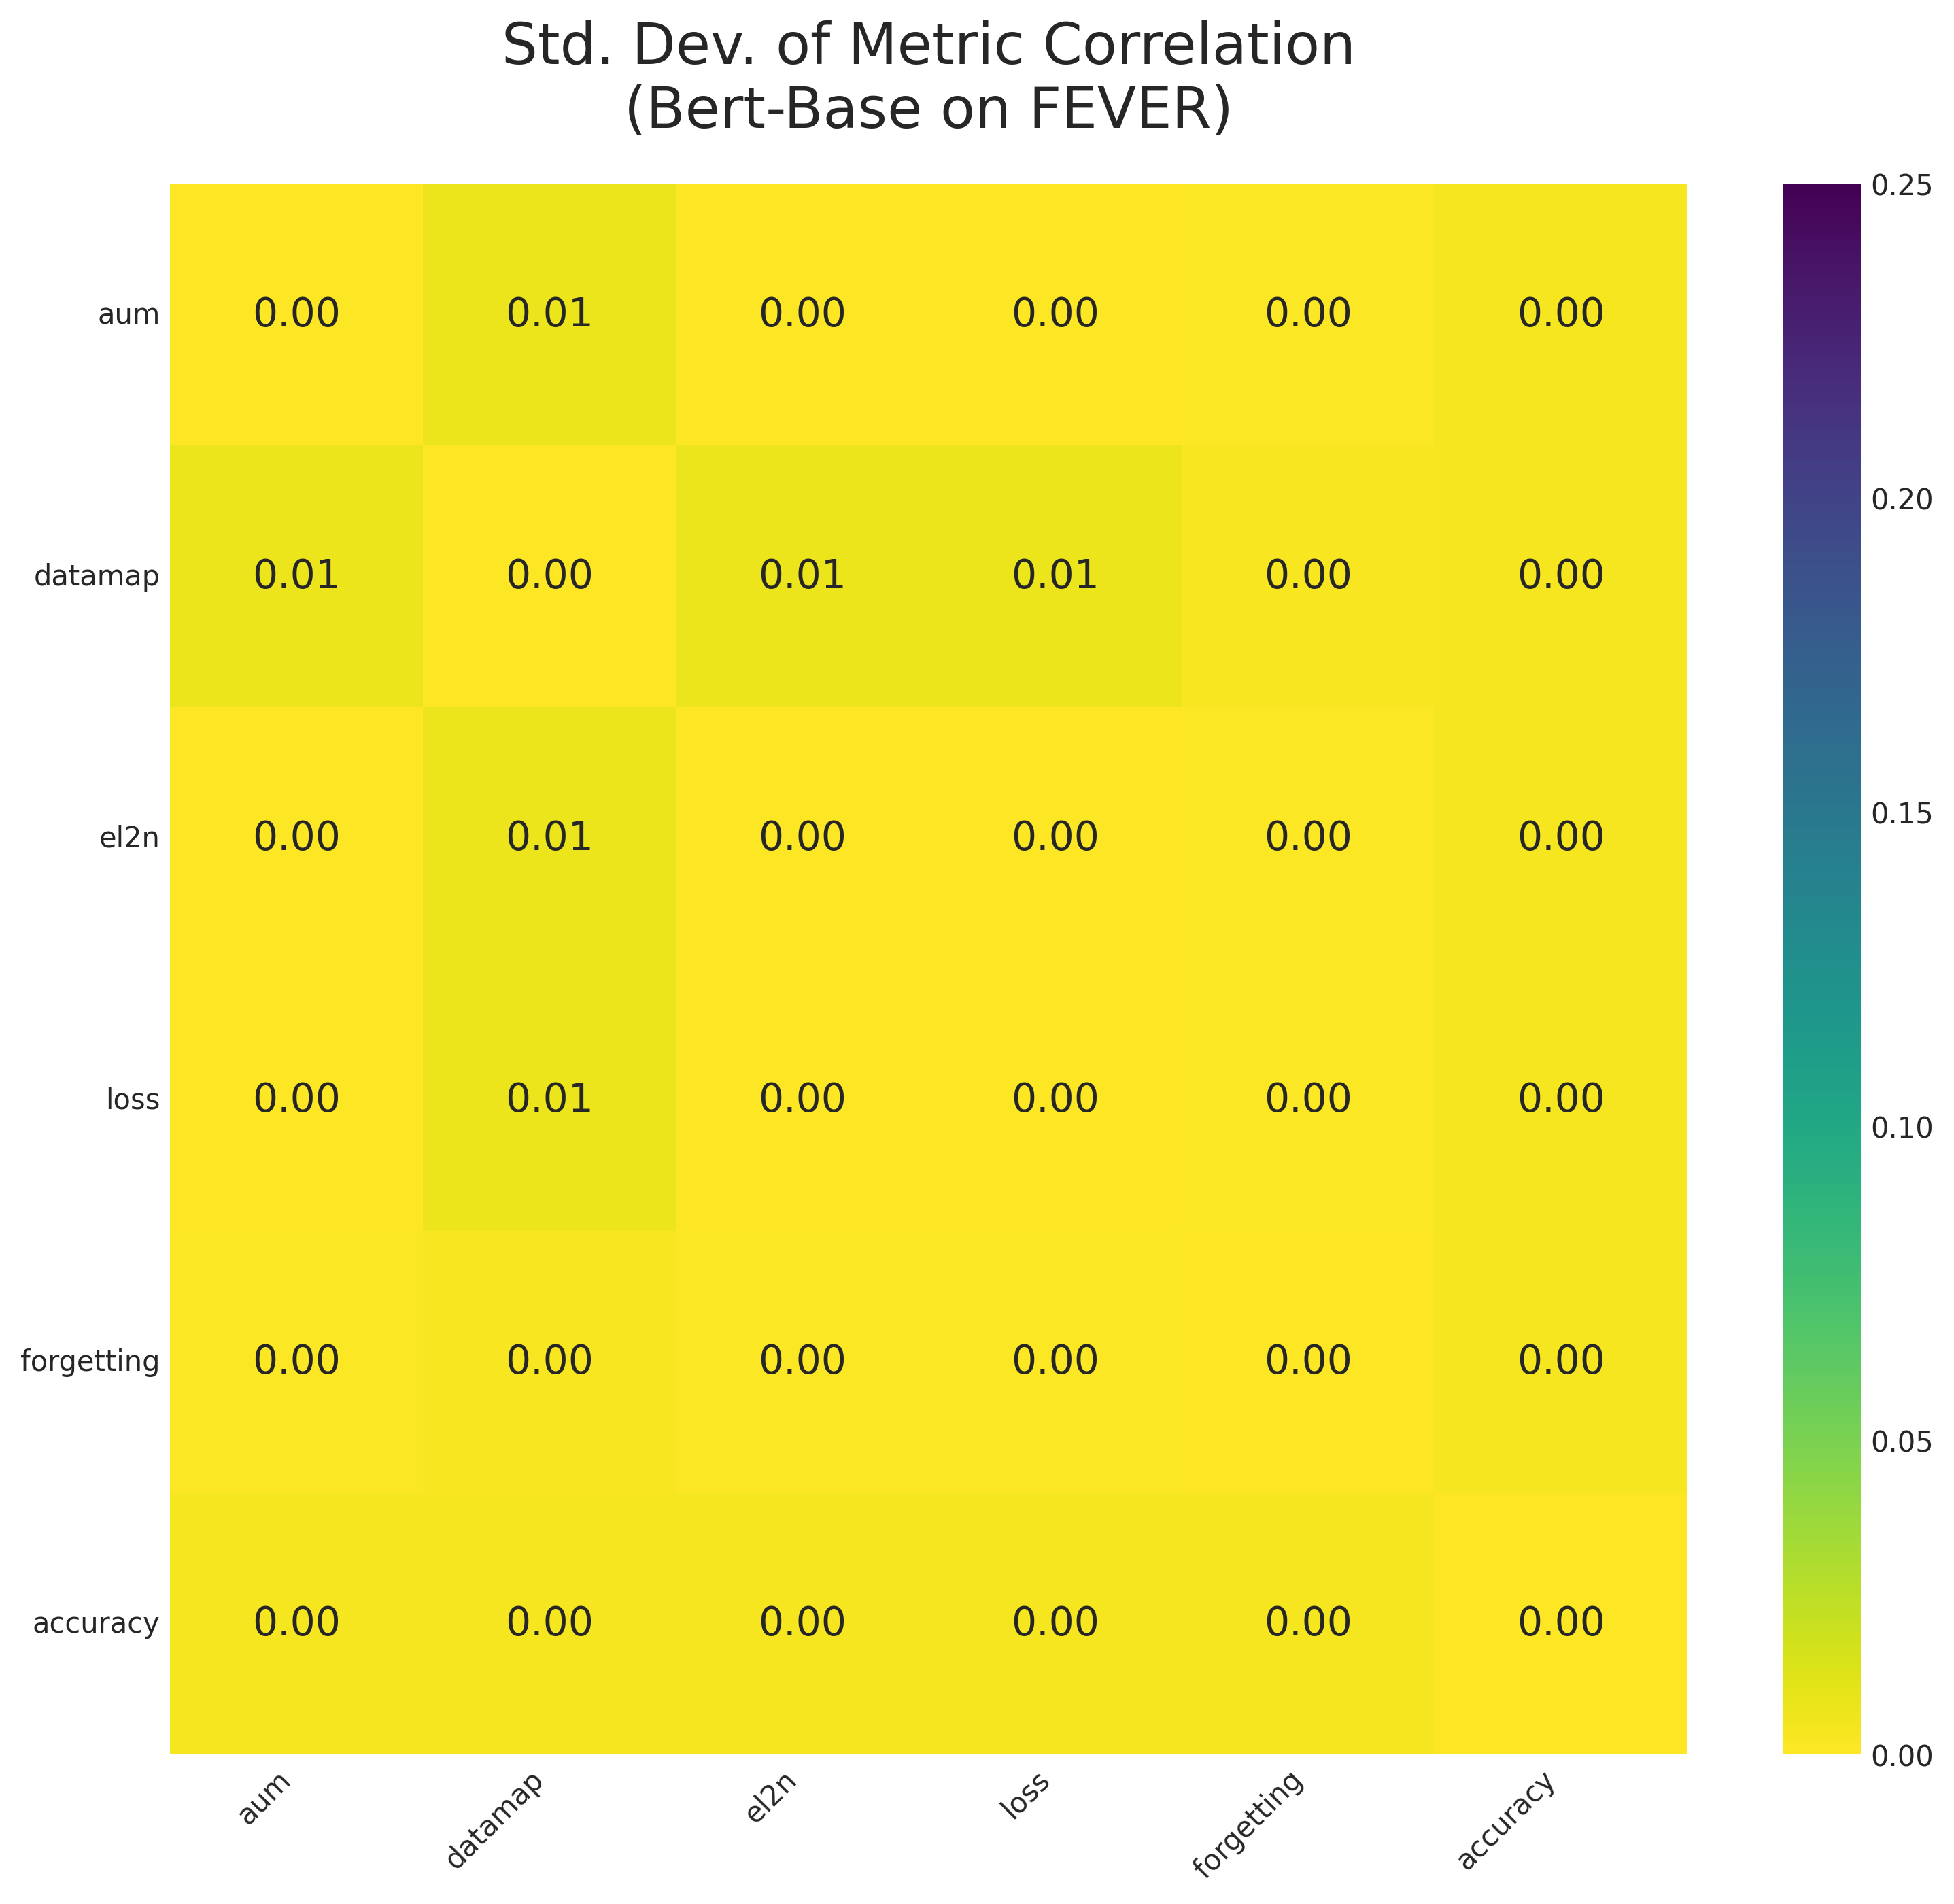 Std. Dev. of Metric Correlation
(Bert-Base on FEVER)
aum 0.00 0.01 0.00 0.00 0.00 0.00
datamap 0.01 0.00 0.01 0.01 0.00 0.00
el2n 0.00 0.01 0.00 0.00 0.00 0.00
loss 0.00 0.01 0.00 0.00 0.00 0.00
forgetting 0.00 0.00 0.00 0.00 0.00 0.00
accuracy 0.00 0.00 0.00 0.00 0.00 0.00
aum datamap el2n loss forgetting accuracy
0.25
0.20
0.15
0.10
0.05
0.00